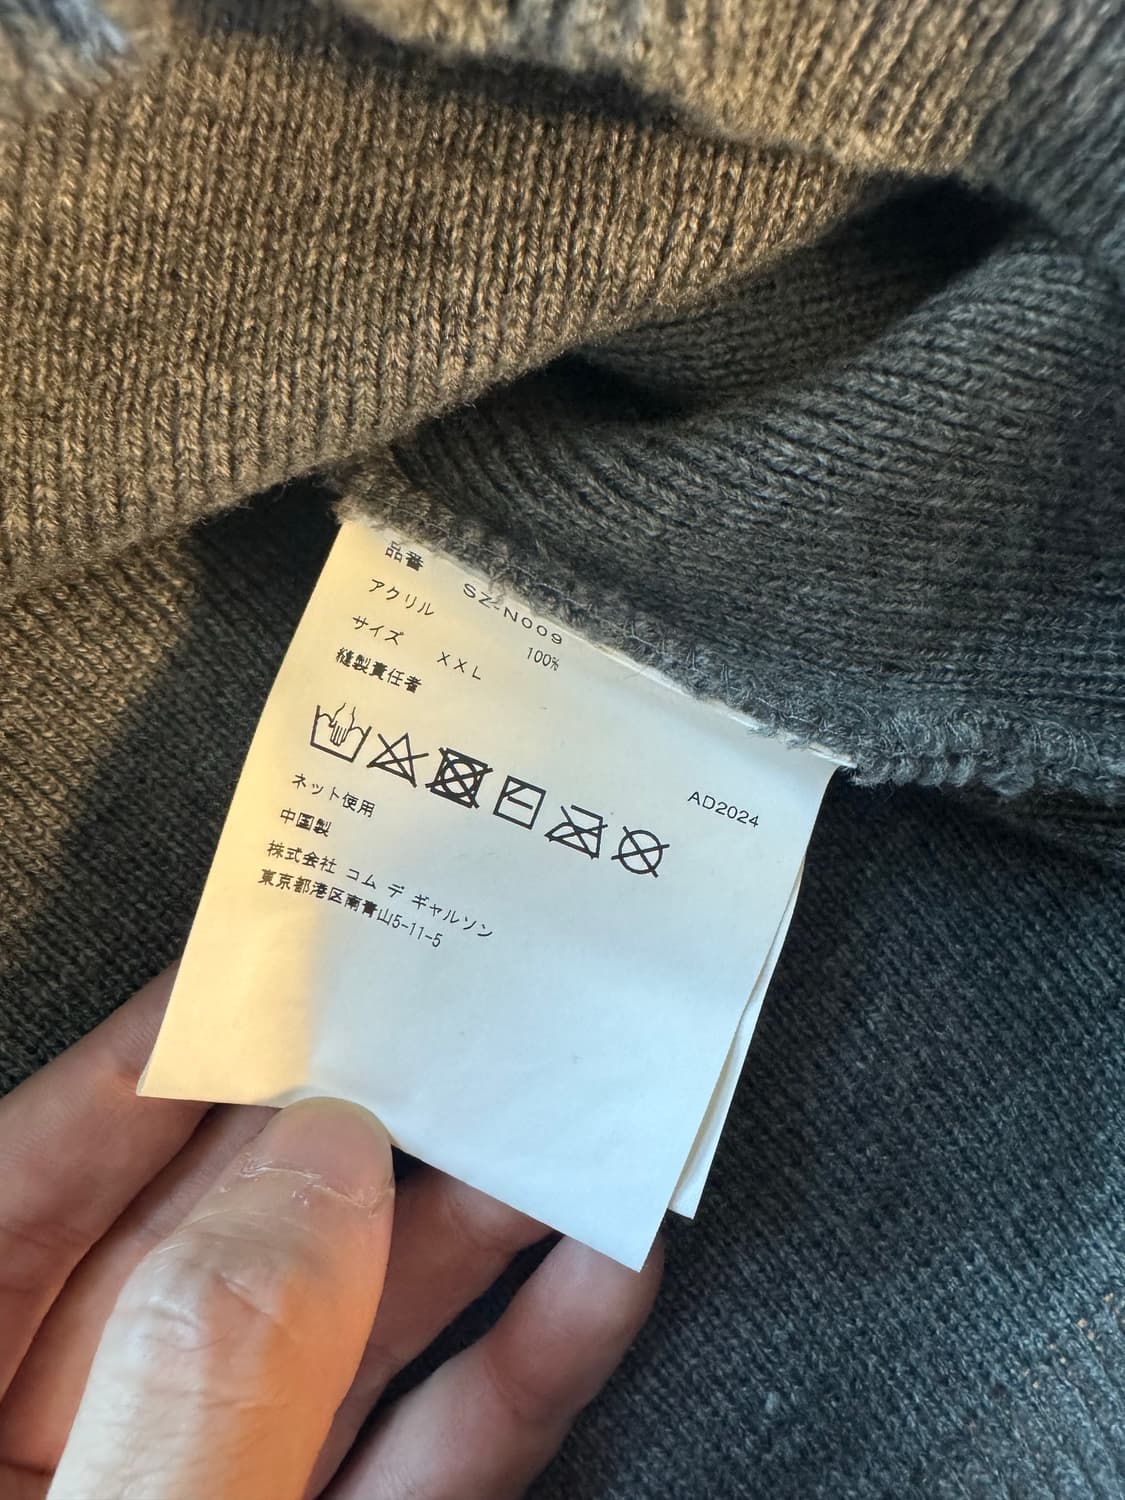 品番 SZ-N009
アクリル 100%
サイズ XXL
縫製責任者
AD2024
ネット使用
中国製
株式会社 コム デ ギャルソン
東京都港区南青山5-11-5